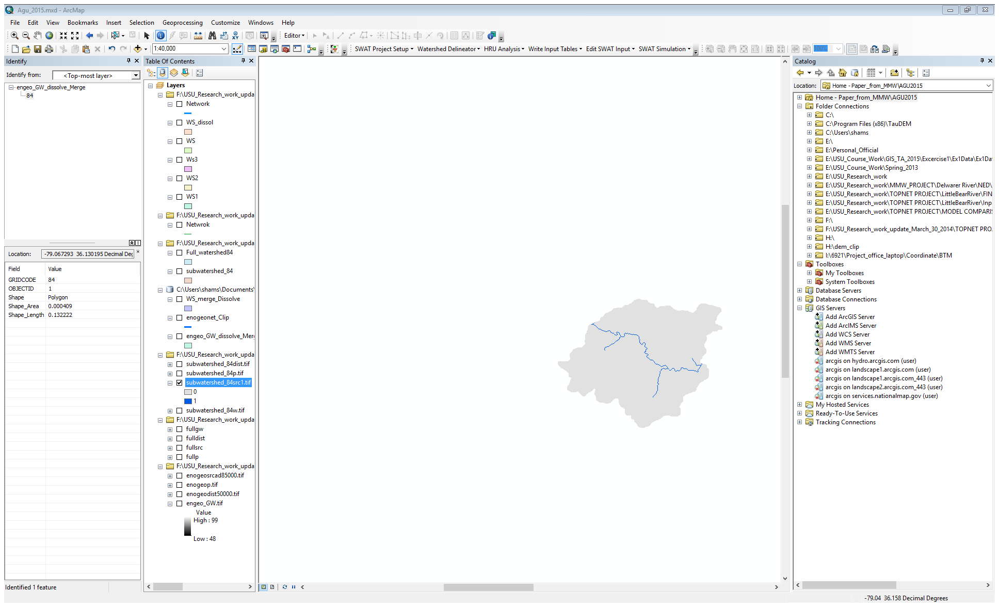 Agu_2015.mxd - ArcMap
File Edit View Bookmarks Insert Selection Geoprocessing Customize Windows Help
Editor
1:40,000
SWAT Project Setup Watershed Delineator HRU Analysis Write Input Tables Edit SWAT Input SWAT Simulation
100%
Identify
Identify from: <Top-most layer>
engeo_GW_dissolve_Merge
84
Location: -79.067293 36.130195 Decimal Deg
Field Value
GRIDCODE 84
OBJECTID 1
Shape Polygon
Shape_Area 0.000409
Shape_Length 0.132222
Identified 1 feature
Table Of Contents
Layers
F:\USU_Research_work_upda
Network
WS_dissol
WS
Ws3
WS2
WS1
F:\USU_Research_work_upda
Netwrok
F:\USU_Research_work_upda
Full_watershed84
subwatershed_84
C:\Users\shams\Documents\
WS_merge_Dissolve
enogeonet_Clip
engeo_GW_dissolve_Mer
F:\USU_Research_work_upda
subwatershed_84dist.tif
subwatershed_84p.tif
subwatershed_84src1.tif
0
1
subwatershed_84w.tif
F:\USU_Research_work_upda
fullgw
fulldist
fullsrc
fullp
F:\USU_Research_work_upda
enogeosrcad85000.tif
enogeop.tif
enogeodist50000.tif
engeo_GW.tif
Value
High : 99
Low : 48
Catalog
Location: Home - Paper_from_MMW\AGU2015
Home - Paper_from_MMW\AGU2015
Folder Connections
C:\
C:\Program Files (x86)\TauDEM
C:\Users\shams
E:\
E:\Personal_Official
E:\USU_Course_Work\GIS_TA_2015\Excercise1\Ex1Data\Ex1Da
E:\USU_Course_Work\Spring_2013
E:\USU_Research_work
E:\USU_Research_work\MMW_PROJECT\Delwarer River\NED\
E:\USU_Research_work\TOPNET PROJECT\LittleBearRiver\FIN
E:\USU_Research_work\TOPNET PROJECT\LittleBearRiver\Inp
E:\USU_Research_work\TOPNET PROJECT\MODEL COMPARIS
F:\
F:\USU_Research_work_update_March_30_2014\TOPNET PRO
H:\
H:\dem_clip
I:\6921\Project_office_laptop\Coordinate\BTM
Toolboxes
My Toolboxes
System Toolboxes
Database Servers
Database Connections
GIS Servers
Add ArcGIS Server
Add ArcIMS Server
Add WCS Server
Add WMS Server
Add WMTS Server
arcgis on hydro.arcgis.com (user)
arcgis on landscape1.arcgis.com (user)
arcgis on landscape1.arcgis.com_443 (user)
arcgis on landscape2.arcgis.com_443 (user)
arcgis on services.nationalmap.gov (user)
My Hosted Services
Ready-To-Use Services
Tracking Connections
-79.04 36.158 Decimal Degrees